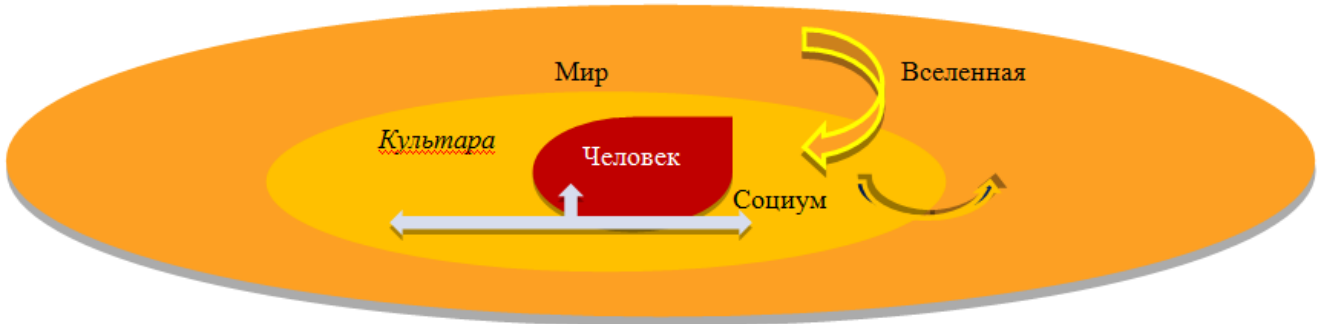 Мир
Вселенная
Культара
Человек
Социум